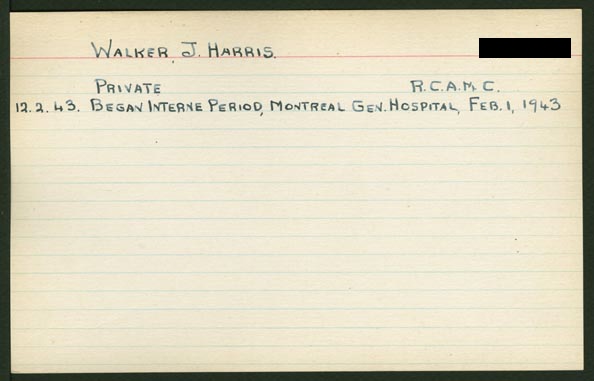 WALKER, J. HARRIS.
PRIVATE R.C.A.M.C.
12.2.43. BEGAN INTERNE PERIOD, MONTREAL GEN. HOSPITAL, FEB. 1, 1943